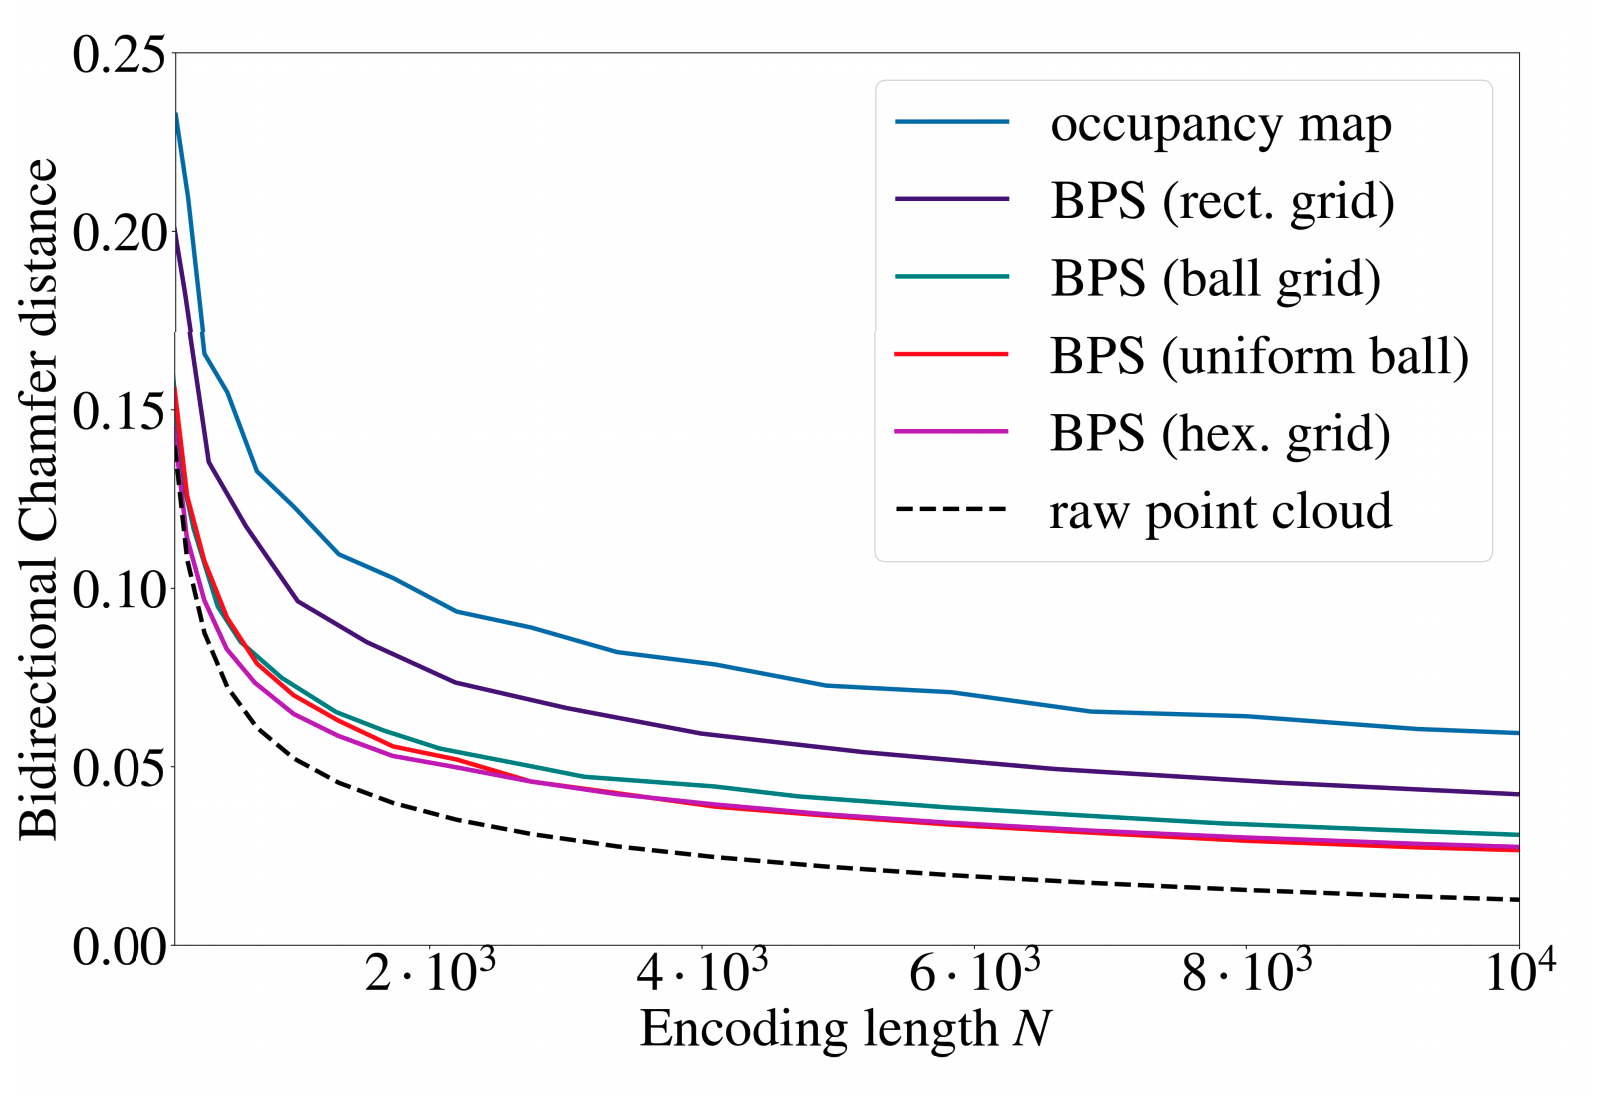 Bidirectional Chamfer distance
0.25
0.20
0.15
0.10
0.05
0.00
occupancy map
BPS (rect. grid)
BPS (ball grid)
BPS (uniform ball)
BPS (hex. grid)
raw point cloud
2·10³ 4·10³ 6·10³ 8·10³ 10⁴
Encoding length N